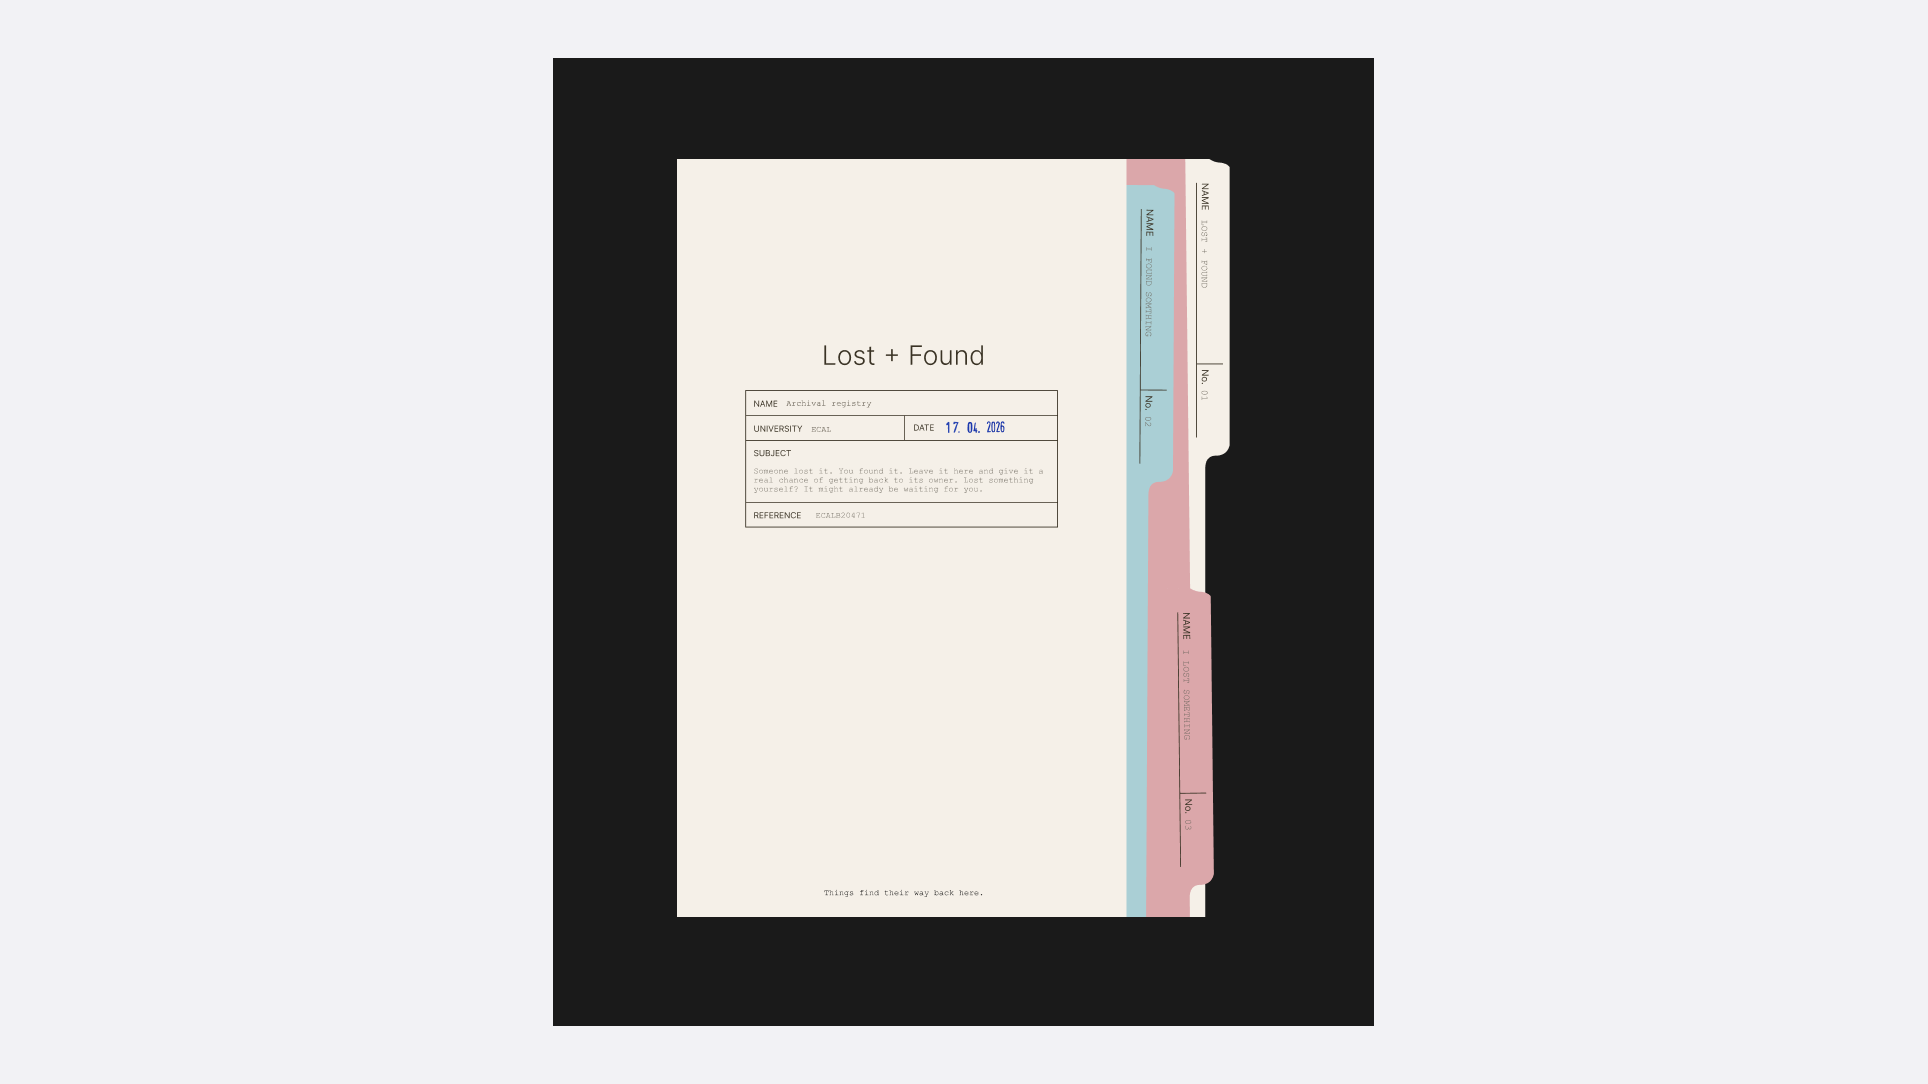 Lost + Found
NAME Archival registry
UNIVERSITY ECAL
DATE 17. 04. 2026
SUBJECT
Someone lost it. You found it. Leave it here and give it a
real chance of getting back to its owner. Lost something
yourself? It might already be waiting for you.
REFERENCE ECALB20471
Things find their way back here.
NAME I FOUND SOMTHING
No. 02
NAME LOST + FOUND
No. 01
NAME I LOST SOMETHING
No. 03